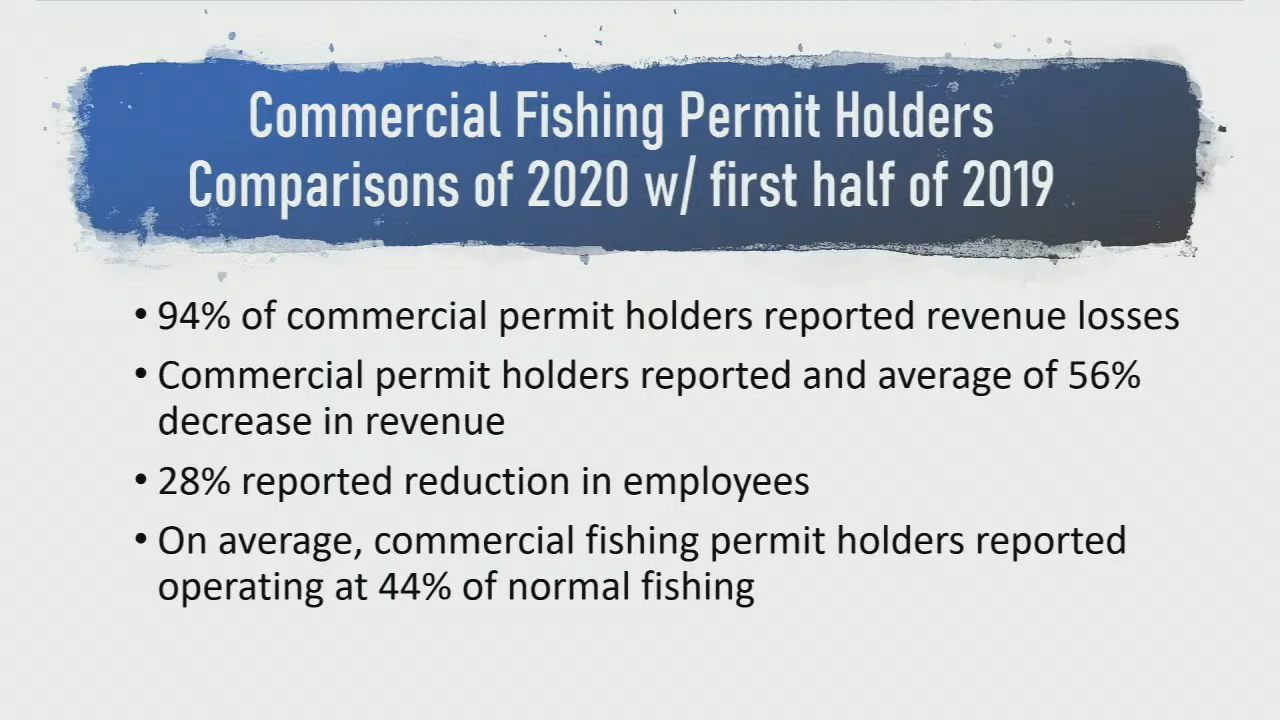 Commercial Fishing Permit Holders
Comparisons of 2020 w/ first half of 2019
• 94% of commercial permit holders reported revenue losses
• Commercial permit holders reported and average of 56%
decrease in revenue
• 28% reported reduction in employees
• On average, commercial fishing permit holders reported
operating at 44% of normal fishing